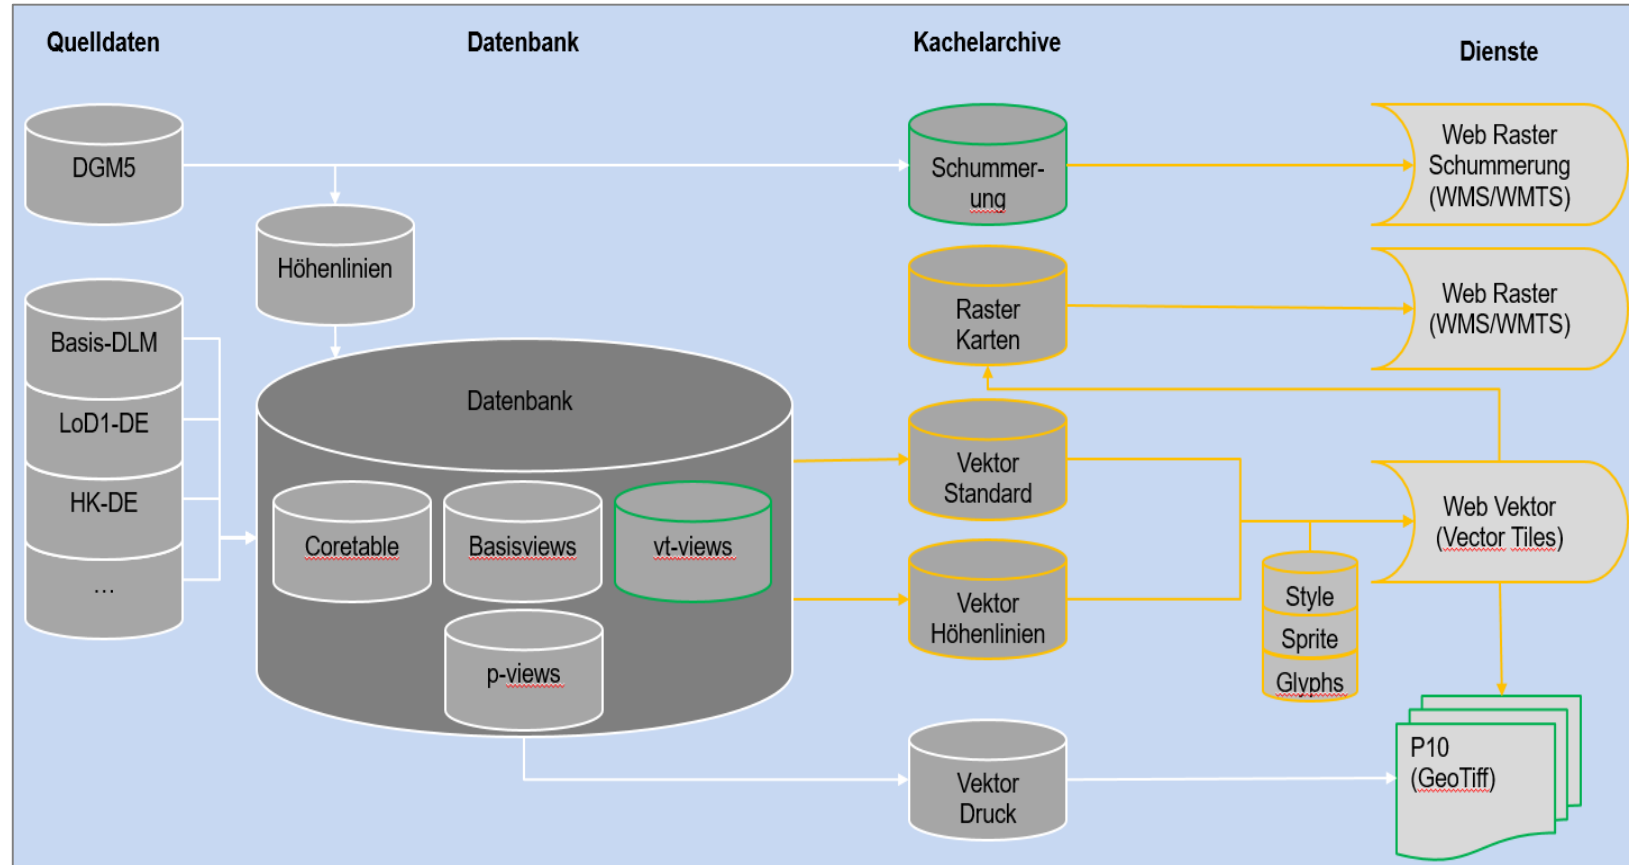 Quelldaten
Datenbank
Kachelarchive
Dienste
DGM5
Höhenlinien
Schummer-
ung
Web Raster
Schummerung
(WMS/WMTS)
Basis-DLM
LoD1-DE
HK-DE
...
Datenbank
Coretable
Basisviews
vt-views
p-views
Raster
Karten
Web Raster
(WMS/WMTS)
Vektor
Standard
Vektor
Höhenlinien
Web Vektor
(Vector Tiles)
Style
Sprite
Glyphs
Vektor
Druck
P10
(GeoTiff)